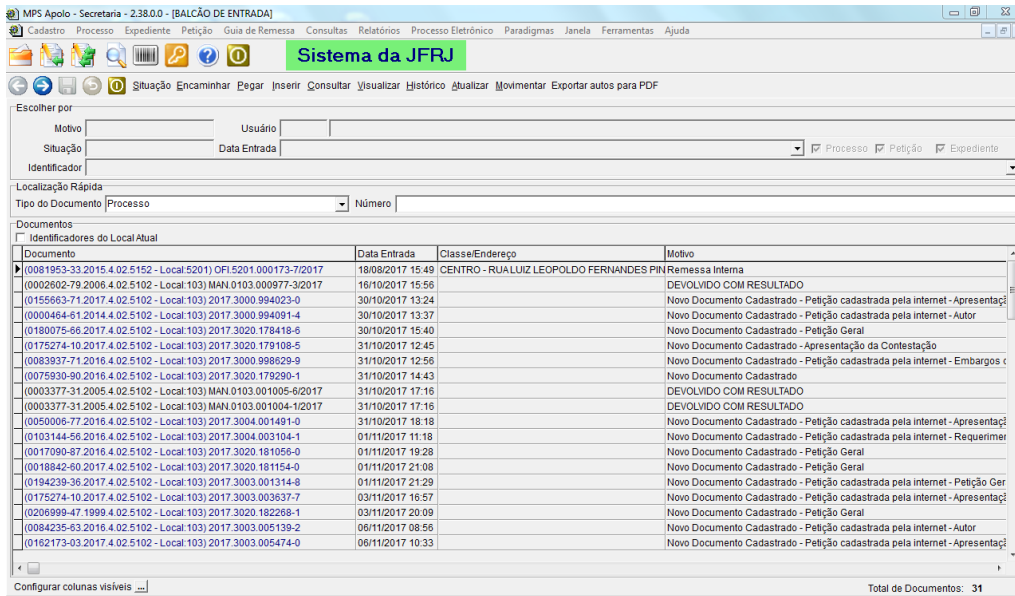 MPS Apolo - Secretaria - 2.38.0.0 - [BALCÃO DE ENTRADA]
Cadastro Processo Expediente Petição Guia de Remessa Consultas Relatórios Processo Eletrônico Paradigmas Janela Ferramentas Ajuda
Sistema da JFRJ
Situação Encaminhar Pegar Inserir Consultar Visualizar Histórico Atualizar Movimentar Exportar autos para PDF
Escolher por
Motivo Usuário
Situação Data Entrada Processo Petição Expediente
Identificador
Localização Rápida
Tipo do Documento Processo Número
Documentos
Identificadores do Local Atual
Documento Data Entrada Classe/Endereço Motivo
(0081953-33.2015.4.02.5152 - Local:5201) OFI.5201.000173-7/2017 18/08/2017 15:49 CENTRO - RUA LUIZ LEOPOLDO FERNANDES PIN Remessa Interna
(0002602-79.2006.4.02.5102 - Local:103) MAN.0103.000977-3/2017 16/10/2017 15:56 DEVOLVIDO COM RESULTADO
(0155663-71.2017.4.02.5102 - Local:103) 2017.3000.994023-0 30/10/2017 13:24 Novo Documento Cadastrado - Petição cadastrada pela internet - Apresentaçã
(0000464-61.2014.4.02.5102 - Local:103) 2017.3000.994091-4 30/10/2017 13:37 Novo Documento Cadastrado - Petição cadastrada pela internet - Autor
(0180075-66.2017.4.02.5102 - Local:103) 2017.3020.178418-6 30/10/2017 15:40 Novo Documento Cadastrado - Petição Geral
(0175274-10.2017.4.02.5102 - Local:103) 2017.3020.179108-5 31/10/2017 12:45 Novo Documento Cadastrado - Apresentação da Contestação
(0083937-71.2016.4.02.5102 - Local:103) 2017.3000.998629-9 31/10/2017 12:56 Novo Documento Cadastrado - Petição cadastrada pela internet - Embargos
(0075930-90.2016.4.02.5102 - Local:103) 2017.3020.179290-1 31/10/2017 14:43 Novo Documento Cadastrado
(0003377-31.2005.4.02.5102 - Local:103) MAN.0103.001005-6/2017 31/10/2017 17:16 DEVOLVIDO COM RESULTADO
(0003377-31.2005.4.02.5102 - Local:103) MAN.0103.001004-1/2017 31/10/2017 17:16 DEVOLVIDO COM RESULTADO
(0050006-77.2016.4.02.5102 - Local:103) 2017.3004.001491-0 31/10/2017 18:18 Novo Documento Cadastrado - Petição cadastrada pela internet - Apresentaçã
(0103144-56.2016.4.02.5102 - Local:103) 2017.3004.003104-1 01/11/2017 11:18 Novo Documento Cadastrado - Petição cadastrada pela internet - Requerimer
(0017090-87.2016.4.02.5102 - Local:103) 2017.3020.181056-0 01/11/2017 19:28 Novo Documento Cadastrado - Petição Geral
(0018842-60.2017.4.02.5102 - Local:103) 2017.3020.181154-0 01/11/2017 21:08 Novo Documento Cadastrado - Petição Geral
(0194239-36.2017.4.02.5102 - Local:103) 2017.3003.001314-8 01/11/2017 21:29 Novo Documento Cadastrado - Petição cadastrada pela internet - Petição Ger
(0175274-10.2017.4.02.5102 - Local:103) 2017.3003.003637-7 03/11/2017 16:57 Novo Documento Cadastrado - Petição cadastrada pela internet - Apresentaçã
(0206999-47.1999.4.02.5102 - Local:103) 2017.3020.182268-1 03/11/2017 20:09 Novo Documento Cadastrado - Petição Geral
(0084235-63.2016.4.02.5102 - Local:103) 2017.3003.005139-2 06/11/2017 08:56 Novo Documento Cadastrado - Petição cadastrada pela internet - Autor
(0162173-03.2017.4.02.5102 - Local:103) 2017.3003.005474-0 06/11/2017 10:33 Novo Documento Cadastrado - Petição cadastrada pela internet - Apresentaçã
Configurar colunas visíveis ... Total de Documentos: 31